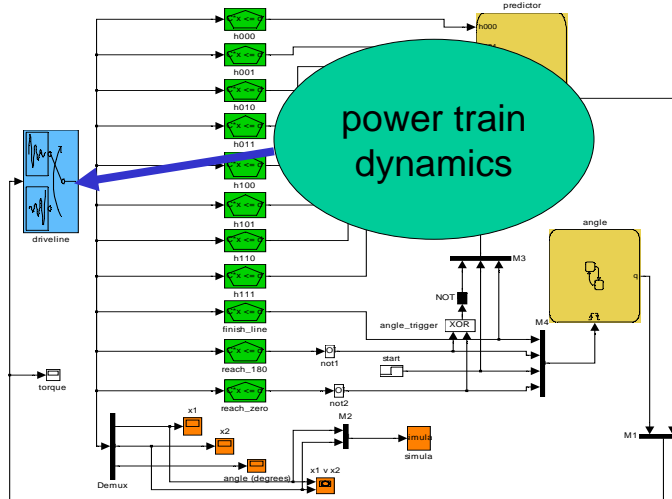 predictor
C*x <= d
h000
h000
C*x <= d
h001
C*x <= d
h010
C*x <= d
h011
power train
dynamics
C*x <= d
h100
driveline
C*x <= d
h101
angle
C*x <= d
h110
M3
q
C*x <= d
h111
NOT
M4
C*x <= d
finish_line
angle_trigger
XOR
C*x <= d
reach_180
not1
start
torque
C*x <= d
reach_zero
not2
x1
M2
x2
simula
simula
M1
Demux
angle (degrees)
x1 v x2